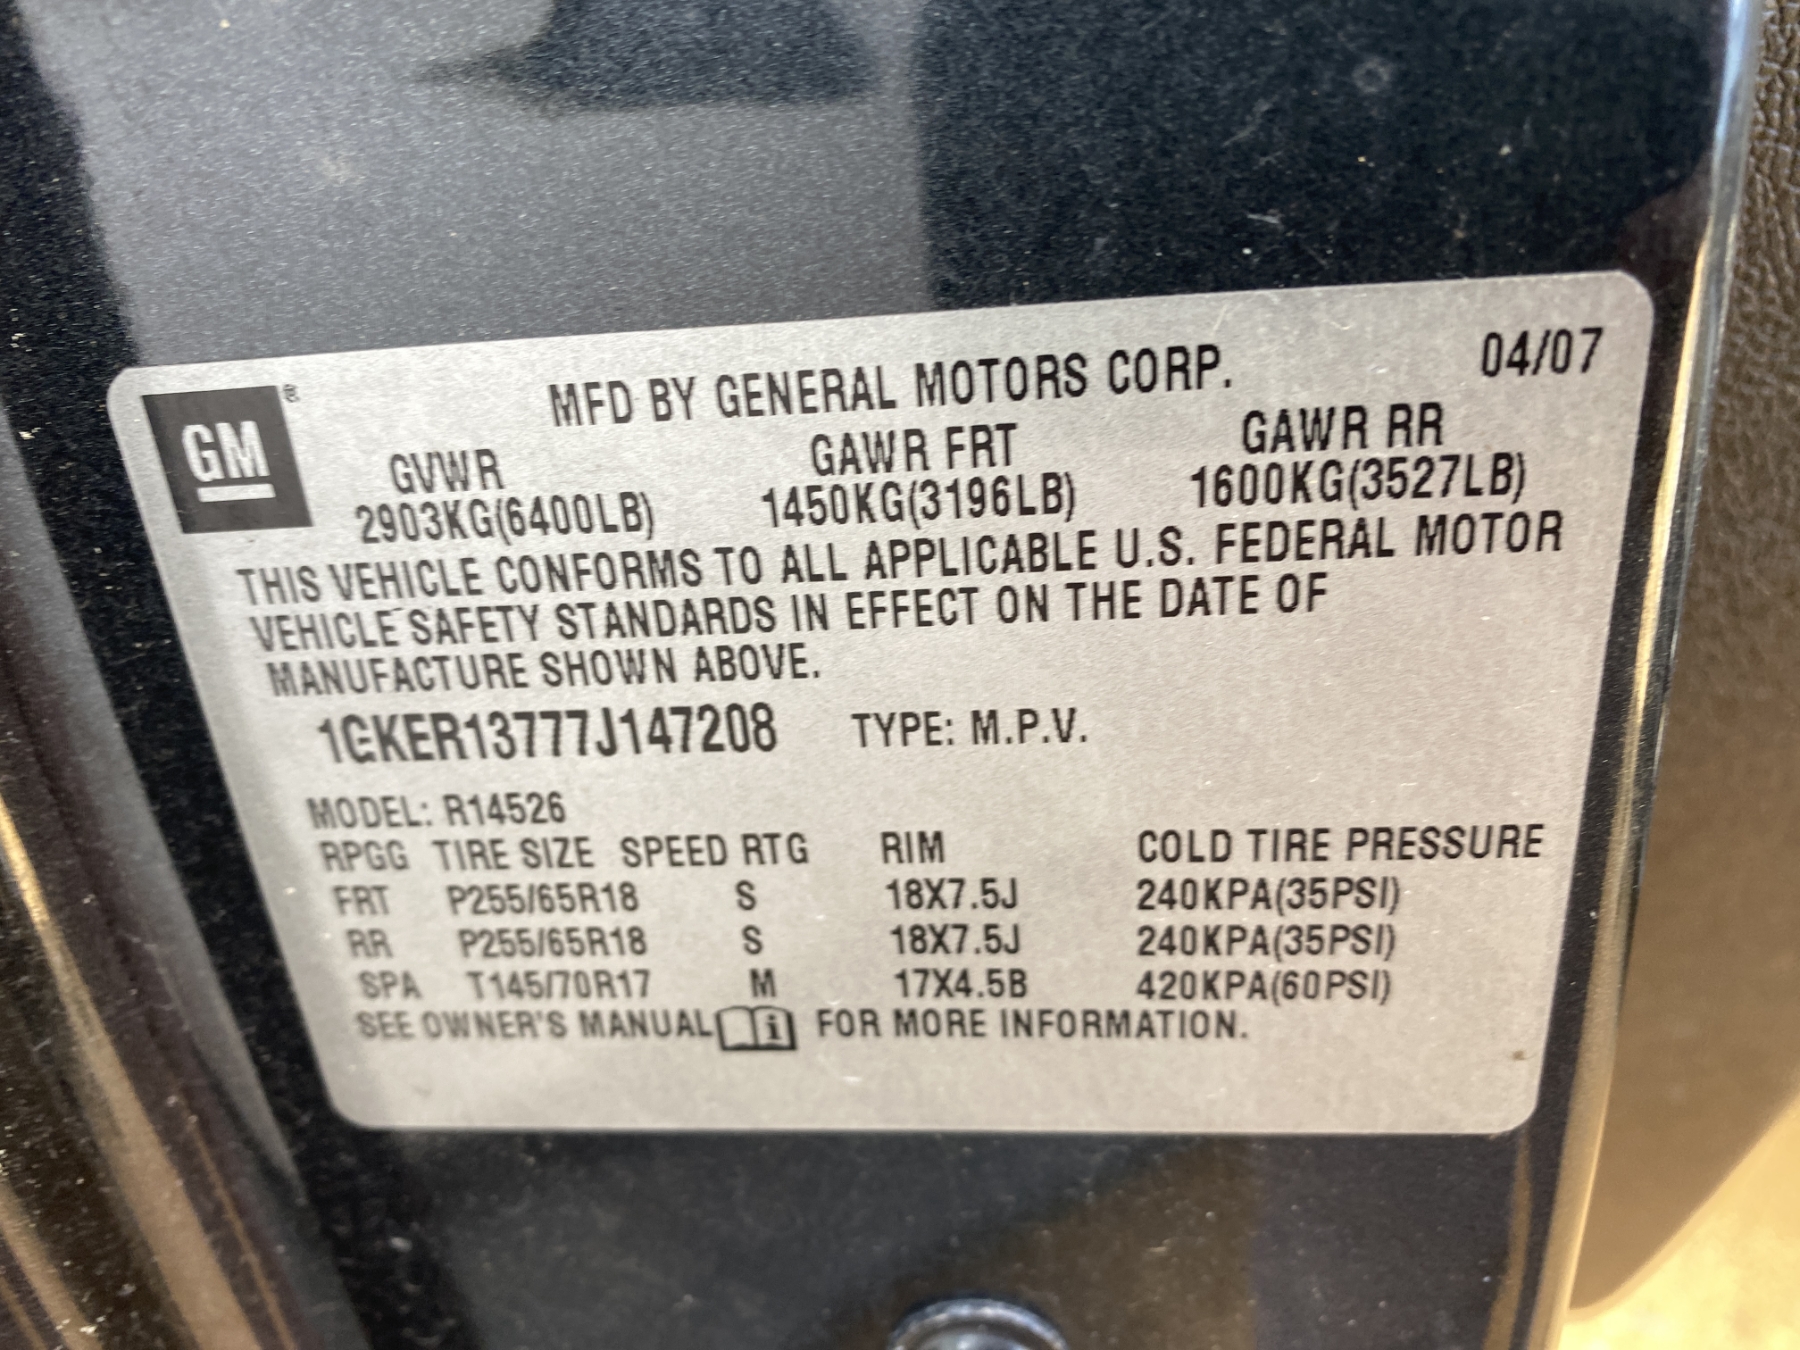 GM ®
MFD BY GENERAL MOTORS CORP. 04/07
GVWR GAWR FRT GAWR RR
2903KG(6400LB) 1450KG(3196LB) 1600KG(3527LB)
THIS VEHICLE CONFORMS TO ALL APPLICABLE U.S. FEDERAL MOTOR
VEHICLE SAFETY STANDARDS IN EFFECT ON THE DATE OF
MANUFACTURE SHOWN ABOVE.
1GKER13777J147208 TYPE: M.P.V.
MODEL: R14526
RPGG TIRE SIZE SPEED RTG RIM COLD TIRE PRESSURE
FRT P255/65R18 S 18X7.5J 240KPA(35PSI)
RR P255/65R18 S 18X7.5J 240KPA(35PSI)
SPA T145/70R17 M 17X4.5B 420KPA(60PSI)
SEE OWNER'S MANUAL i FOR MORE INFORMATION.